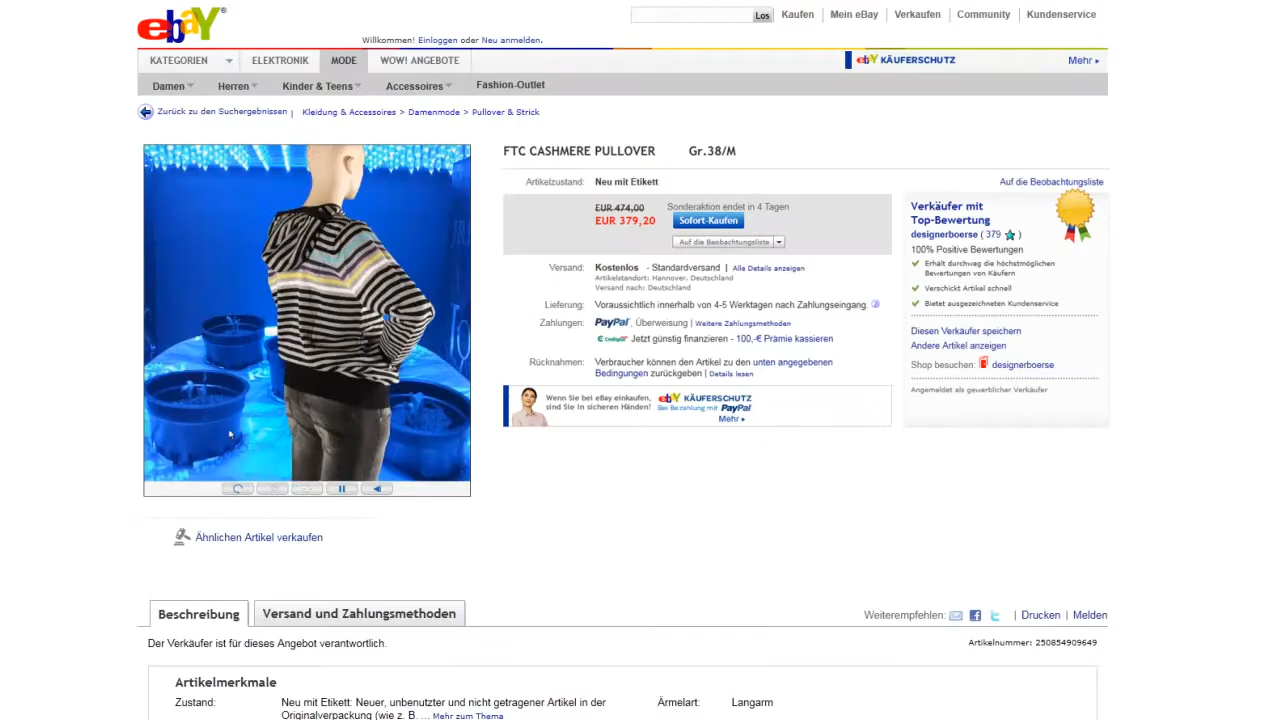 ebaY®
Willkommen! Einloggen oder Neu anmelden.
Los
Kaufen
Mein eBay
Verkaufen
Community
Kundenservice
KATEGORIEN
ELEKTRONIK
MODE
WOW! ANGEBOTE
ebaY KÄUFERSCHUTZ
Mehr
Damen
Herren
Kinder & Teens
Accessoires
Fashion-Outlet
Zurück zu den Suchergebnissen | Kleidung & Accessoires > Damenmode > Pullover & Strick
FTC CASHMERE PULLOVER Gr.38/M
Artikelzustand: Neu mit Etikett
Auf die Beobachtungsliste
EUR 474,00 Sonderaktion endet in 4 Tagen
EUR 379,20 Sofort-Kaufen
Auf die Beobachtungsliste
Versand: Kostenlos - Standardversand | Alle Details anzeigen
Artikelstandort: Hannover, Deutschland
Versand nach: Deutschland
Lieferung: Voraussichtlich innerhalb von 4-5 Werktagen nach Zahlungseingang.
Zahlungen: PayPal, Überweisung | Weitere Zahlungsmethoden
Jetzt günstig finanzieren - 100,-€ Prämie kassieren
Rücknahmen: Verbraucher können den Artikel zu den unten angegebenen
Bedingungen zurückgeben | Details lesen
Wenn Sie bei eBay einkaufen,
sind Sie in sicheren Händen!
ebaY KÄUFERSCHUTZ
Bei Bezahlung mit PayPal
Mehr
Verkäufer mit
Top-Bewertung
designerboerse ( 379 )
100% Positive Bewertungen
Erhält durchweg die höchstmöglichen
Bewertungen von Käufern
Verschickt Artikel schnell
Bietet ausgezeichneten Kundenservice
Diesen Verkäufer speichern
Andere Artikel anzeigen
Shop besuchen: designerboerse
Angemeldet als gewerblicher Verkäufer
Ähnlichen Artikel verkaufen
Beschreibung
Versand und Zahlungsmethoden
Weiterempfehlen: | Drucken | Melden
Der Verkäufer ist für dieses Angebot verantwortlich.
Artikelnummer: 250854909649
Artikelmerkmale
Zustand: Neu mit Etikett: Neuer, unbenutzter und nicht getragener Artikel in der
Originalverpackung (wie z. B. ... Mehr zum Thema
Ärmelart: Langarm